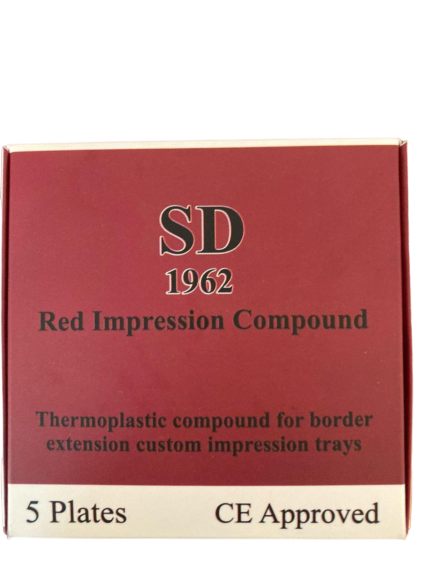 SD
1962
Red Impression Compound
Thermoplastic compound for border
extension custom impression trays
5 Plates CE Approved